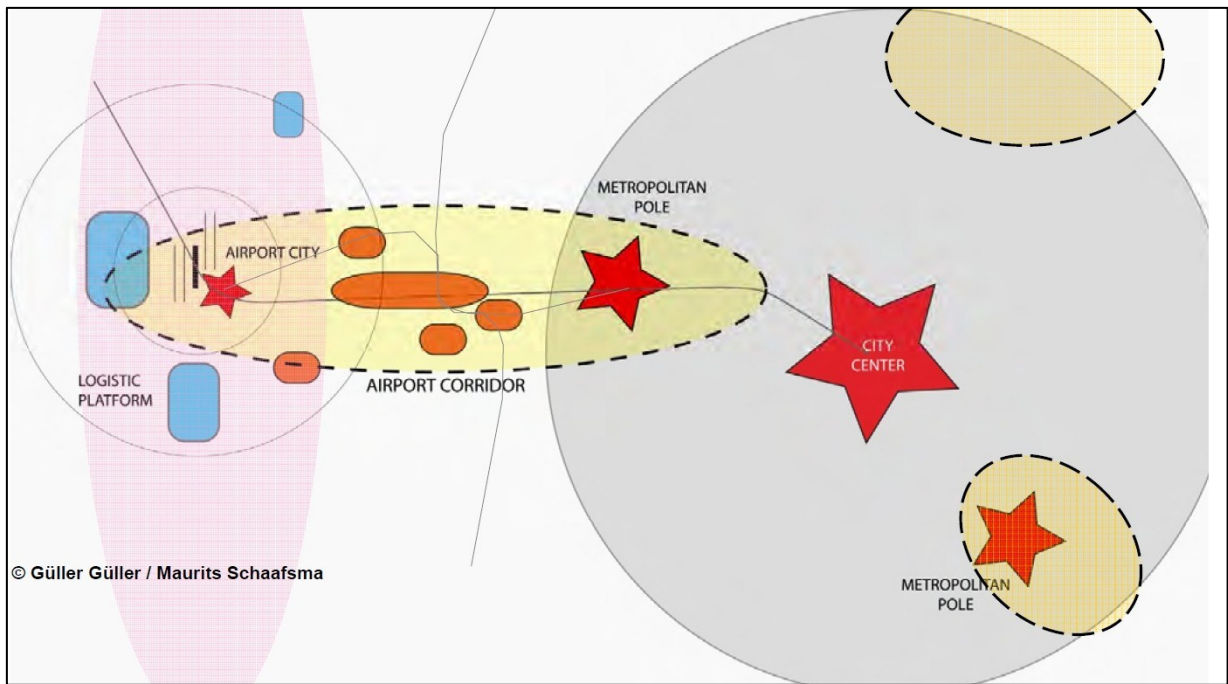 METROPOLITAN
POLE
AIRPORT CITY
CITY
CENTER
LOGISTIC
PLATFORM
AIRPORT CORRIDOR
© Güller Güller / Maurits Schaafsma
METROPOLITAN
POLE